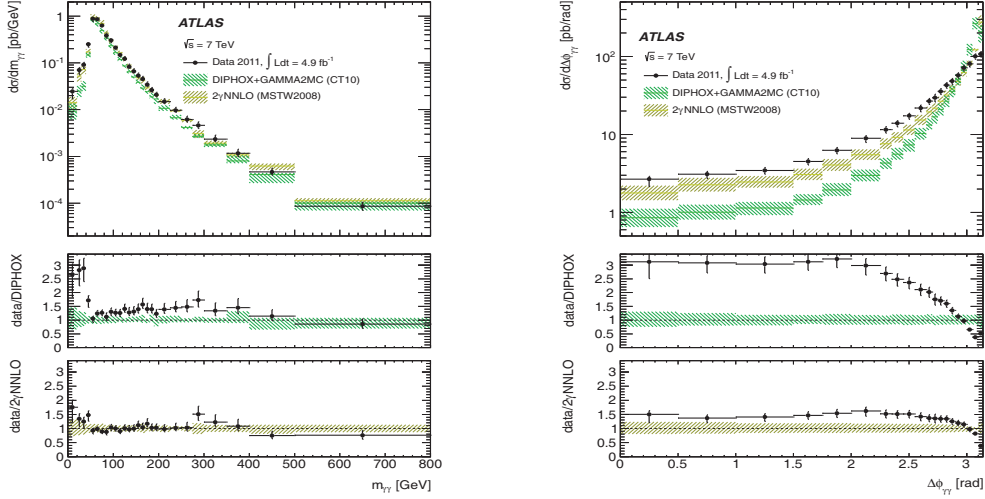 dσ/dmγγ [pb/GeV]
1
10⁻¹
10⁻²
10⁻³
10⁻⁴
ATLAS
√s = 7 TeV
Data 2011, ∫ Ldt = 4.9 fb⁻¹
DIPHOX+GAMMA2MC (CT10)
2γNNLO (MSTW2008)
data/DIPHOX
3
2.5
2
1.5
1
0.5
0
data/2γNNLO
3
2.5
2
1.5
1
0.5
0
0 100 200 300 400 500 600 700 800
mγγ [GeV]
dσ/dΔϕγγ [pb/rad]
10²
10
1
ATLAS
√s = 7 TeV
Data 2011, ∫ Ldt = 4.9 fb⁻¹
DIPHOX+GAMMA2MC (CT10)
2γNNLO (MSTW2008)
data/DIPHOX
3
2.5
2
1.5
1
0.5
0
data/2γNNLO
3
2.5
2
1.5
1
0.5
0
0 0.5 1 1.5 2 2.5 3
Δϕγγ [rad]